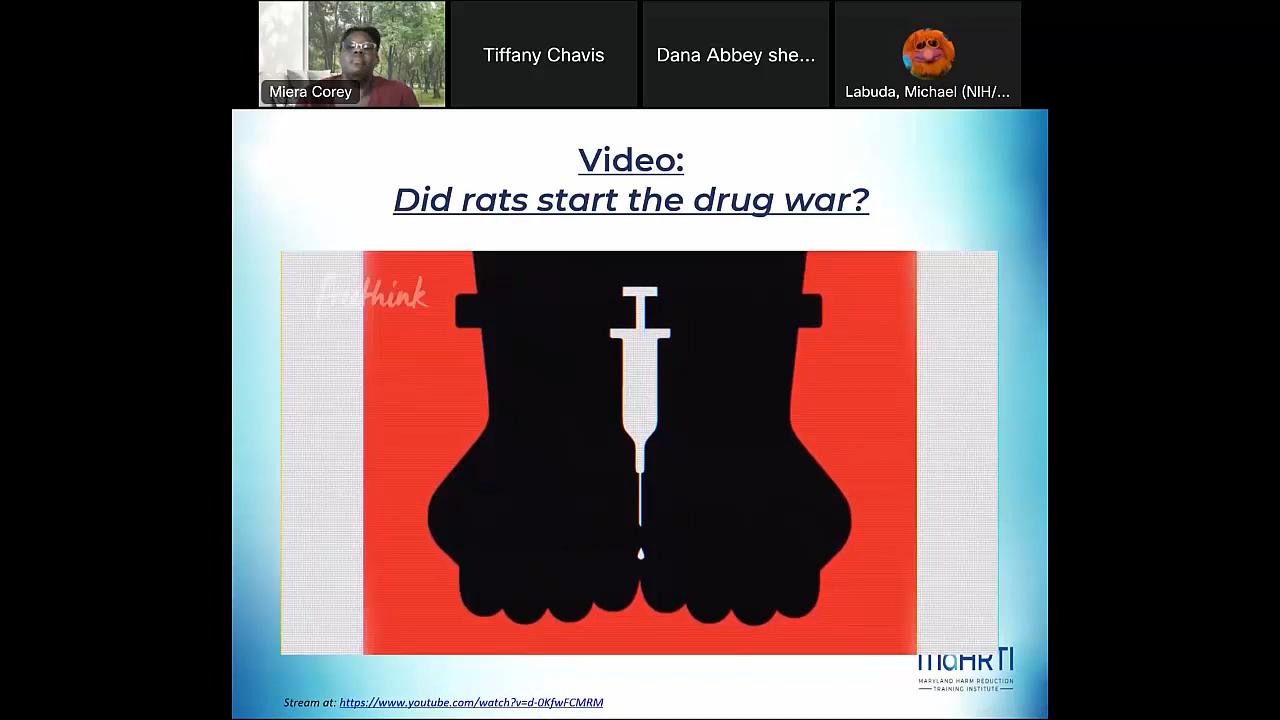 Miera Corey
Tiffany Chavis
Dana Abbey she...
Labuda, Michael (NIH/...
Video:
Did rats start the drug war?
MaHRTI
MARYLAND HARM REDUCTION
TRAINING INSTITUTE
Stream at: https://www.youtube.com/watch?v=d-0KfwFCMRM